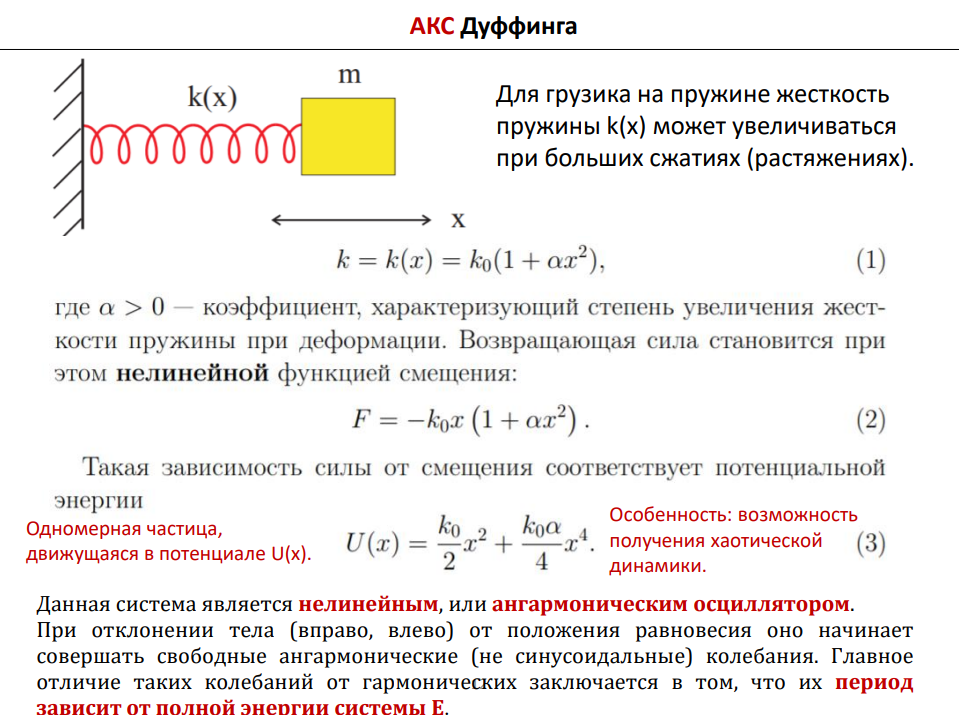 АКС Дуффинга
k(x)
m
x
Для грузика на пружине жесткость
пружины k(x) может увеличиваться
при больших сжатиях (растяжениях).
k = k(x) = k₀(1 + αx²), (1)
где α > 0 — коэффициент, характеризующий степень увеличения жест-
кости пружины при деформации. Возвращающая сила становится при
этом нелинейной функцией смещения:
F = −k₀x (1 + αx²) . (2)
Такая зависимость силы от смещения соответствует потенциальной
энергии
Одномерная частица,
движущаяся в потенциале U(x).
U(x) = k₀/2 x² + k₀α/4 x⁴. (3)
Особенность: возможность
получения хаотической
динамики.
Данная система является нелинейным, или ангармоническим осциллятором.
При отклонении тела (вправо, влево) от положения равновесия оно начинает
совершать свободные ангармонические (не синусоидальные) колебания. Главное
отличие таких колебаний от гармонических заключается в том, что их период
зависит от полной энергии системы E.